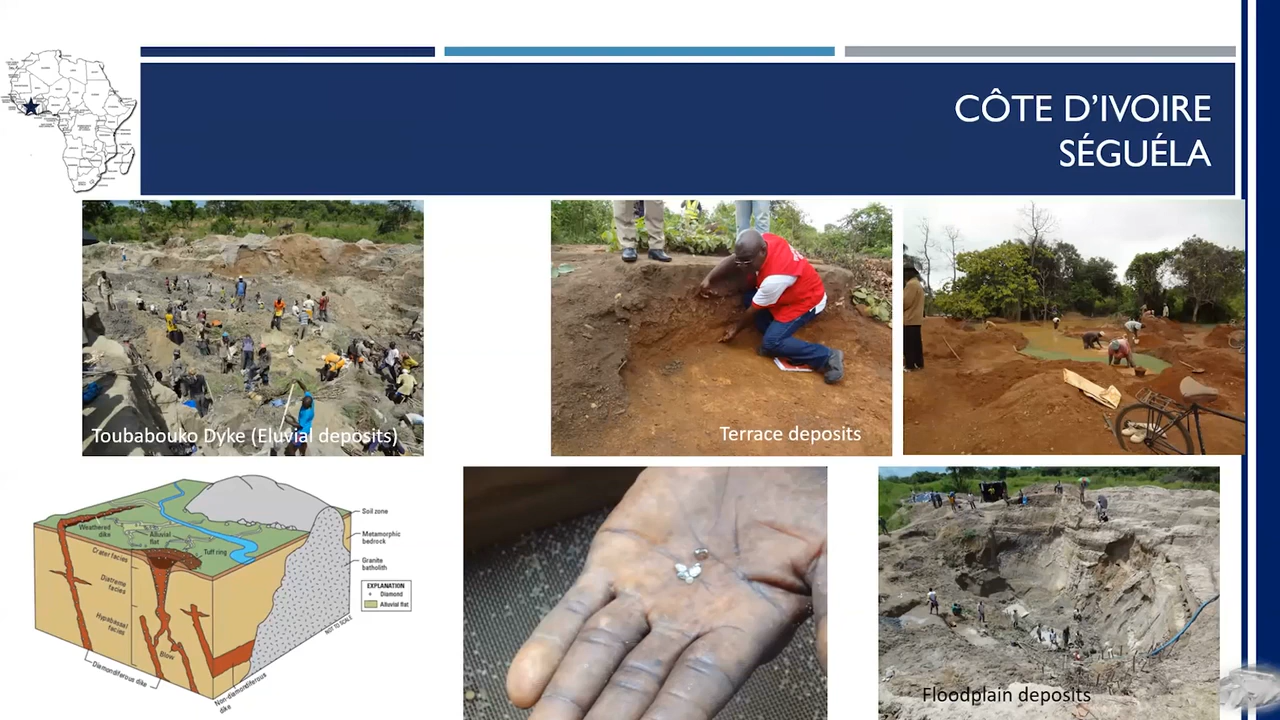 CÔTE D’IVOIRE
SÉGUÉLA
Toubabouko Dyke (Eluvial deposits)
Terrace deposits
Soil zone
Metamorphic
bedrock
Granite
batholith
Weathered
dike
Alluvial
flat
Tuff ring
Crater facies
Diatreme
facies
Hypabyssal
facies
Blow
EXPLANATION
Diamond
Alluvial flat
NOT TO SCALE
Diamondiferous dike
Non-diamondiferous
dike
Floodplain deposits